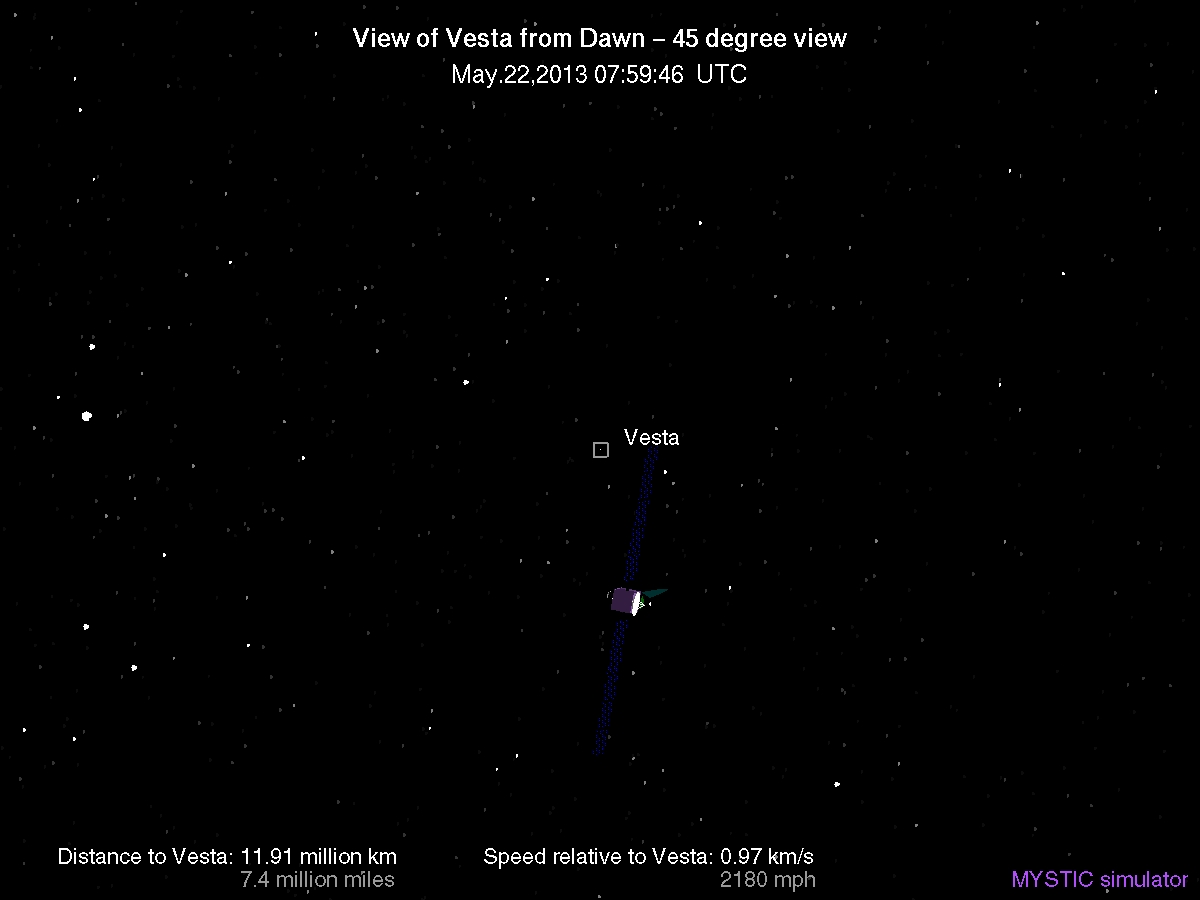 View of Vesta from Dawn – 45 degree view
May.22,2013 07:59:46 UTC
Vesta
Distance to Vesta: 11.91 million km
7.4 million miles
Speed relative to Vesta: 0.97 km/s
2180 mph
MYSTIC simulator